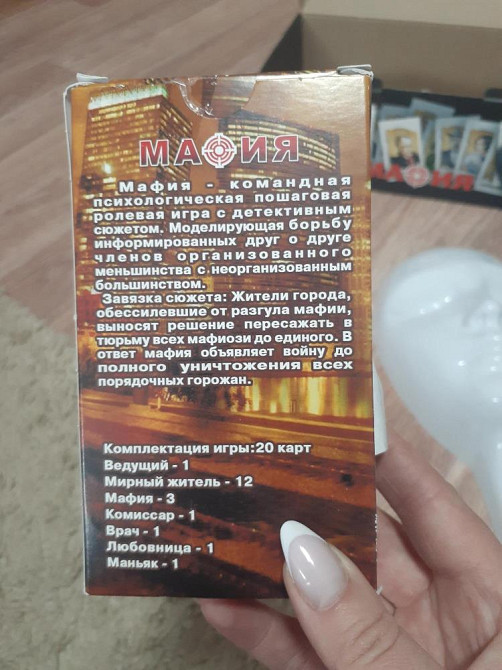 МАФИЯ
Мафия - командная
психологическая пошаговая
ролевая игра с детективным
сюжетом. Моделирующая борьбу
информированных друг о друге
членов организованного
меньшинства с неорганизованным
большинством.
Завязка сюжета: Жители города,
обессилевшие от разгула мафии,
выносят решение пересажать в
тюрьму всех мафиози до единого. В
ответ мафия объявляет войну до
полного уничтожения всех
порядочных горожан.
Комплектация игры:20 карт
Ведущий - 1
Мирный житель - 12
Мафия - 3
Комиссар - 1
Врач - 1
Любовница - 1
Маньяк - 1
МАФИЯ